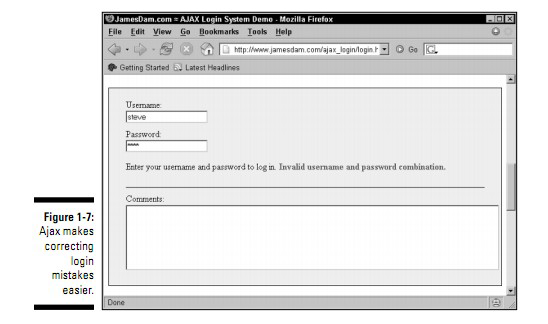 JamesDam.com = AJAX Login System Demo - Mozilla Firefox
File Edit View Go Bookmarks Tools Help
http://www.jamesdam.com/ajax_login/login.h Go
Getting Started Latest Headlines
Username:
steve
Password:
Enter your username and password to log in. Invalid username and password combination.
Comments:
Done
Figure 1-7:
Ajax makes
correcting
login
mistakes
easier.